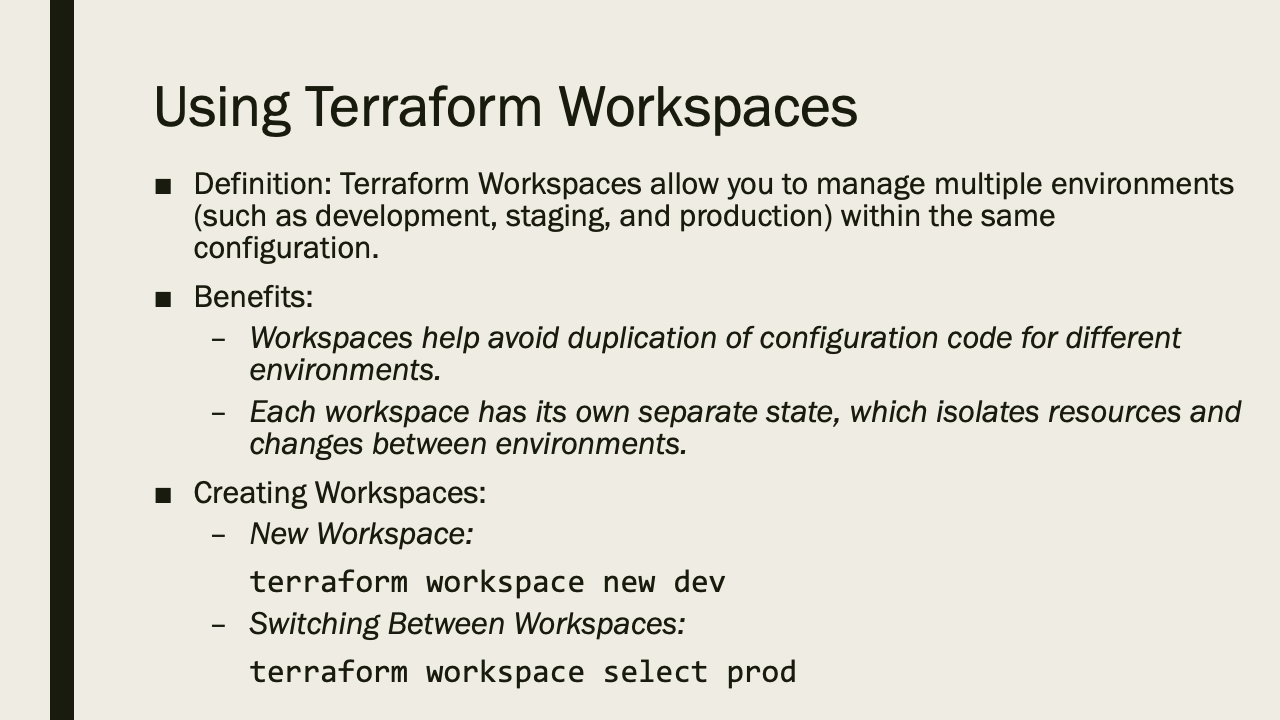 Using Terraform Workspaces
■ Definition: Terraform Workspaces allow you to manage multiple environments
(such as development, staging, and production) within the same
configuration.
■ Benefits:
– Workspaces help avoid duplication of configuration code for different
environments.
– Each workspace has its own separate state, which isolates resources and
changes between environments.
■ Creating Workspaces:
– New Workspace:
terraform workspace new dev
– Switching Between Workspaces:
terraform workspace select prod